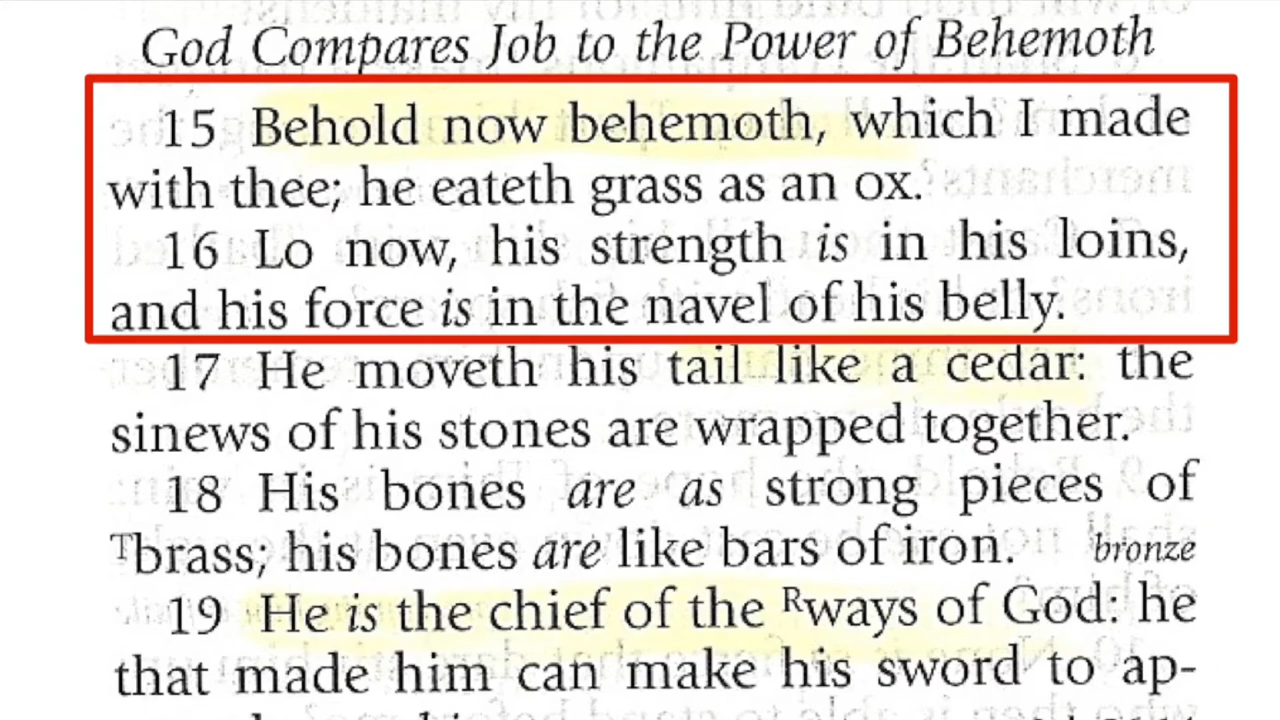 God Compares Job to the Power of Behemoth
15 Behold now behemoth, which I made
with thee; he eateth grass as an ox.
16 Lo now, his strength is in his loins,
and his force is in the navel of his belly.
17 He moveth his tail like a cedar: the
sinews of his stones are wrapped together.
18 His bones are as strong pieces of
ᵀbrass; his bones are like bars of iron. bronze
19 He is the chief of the ᴿways of God: he
that made him can make his sword to ap-